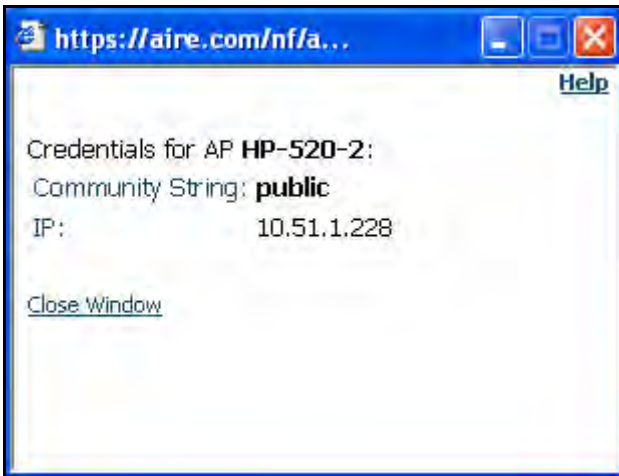 https://aire.com/nf/a...
Help
Credentials for AP HP-520-2:
Community String: public
IP: 10.51.1.228
Close Window